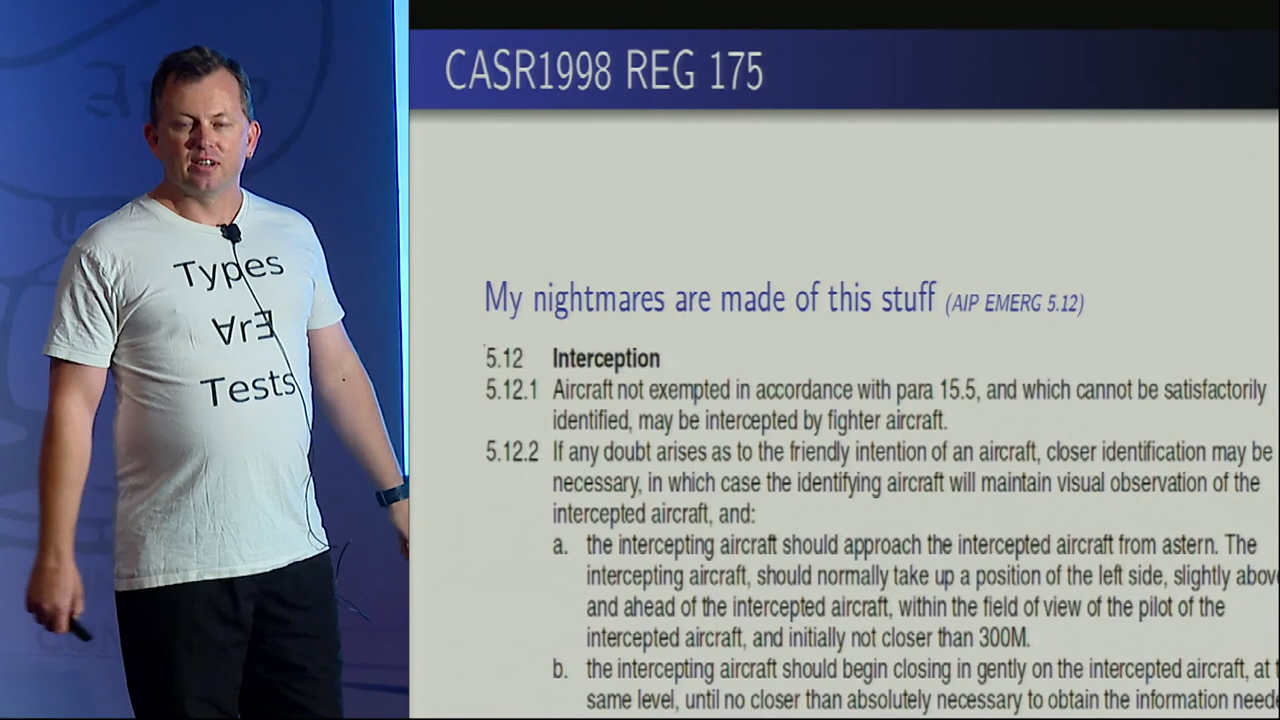 Types
∀rƎ
Tests
CASR1998 REG 175
My nightmares are made of this stuff (AIP EMERG 5.12)
5.12 Interception
5.12.1 Aircraft not exempted in accordance with para 15.5, and which cannot be satisfactorily
identified, may be intercepted by fighter aircraft.
5.12.2 If any doubt arises as to the friendly intention of an aircraft, closer identification may be
necessary, in which case the identifying aircraft will maintain visual observation of the
intercepted aircraft, and:
a. the intercepting aircraft should approach the intercepted aircraft from astern. The
intercepting aircraft, should normally take up a position of the left side, slightly abov
and ahead of the intercepted aircraft, within the field of view of the pilot of the
intercepted aircraft, and initially not closer than 300M.
b. the intercepting aircraft should begin closing in gently on the intercepted aircraft, at
same level, until no closer than absolutely necessary to obtain the information need